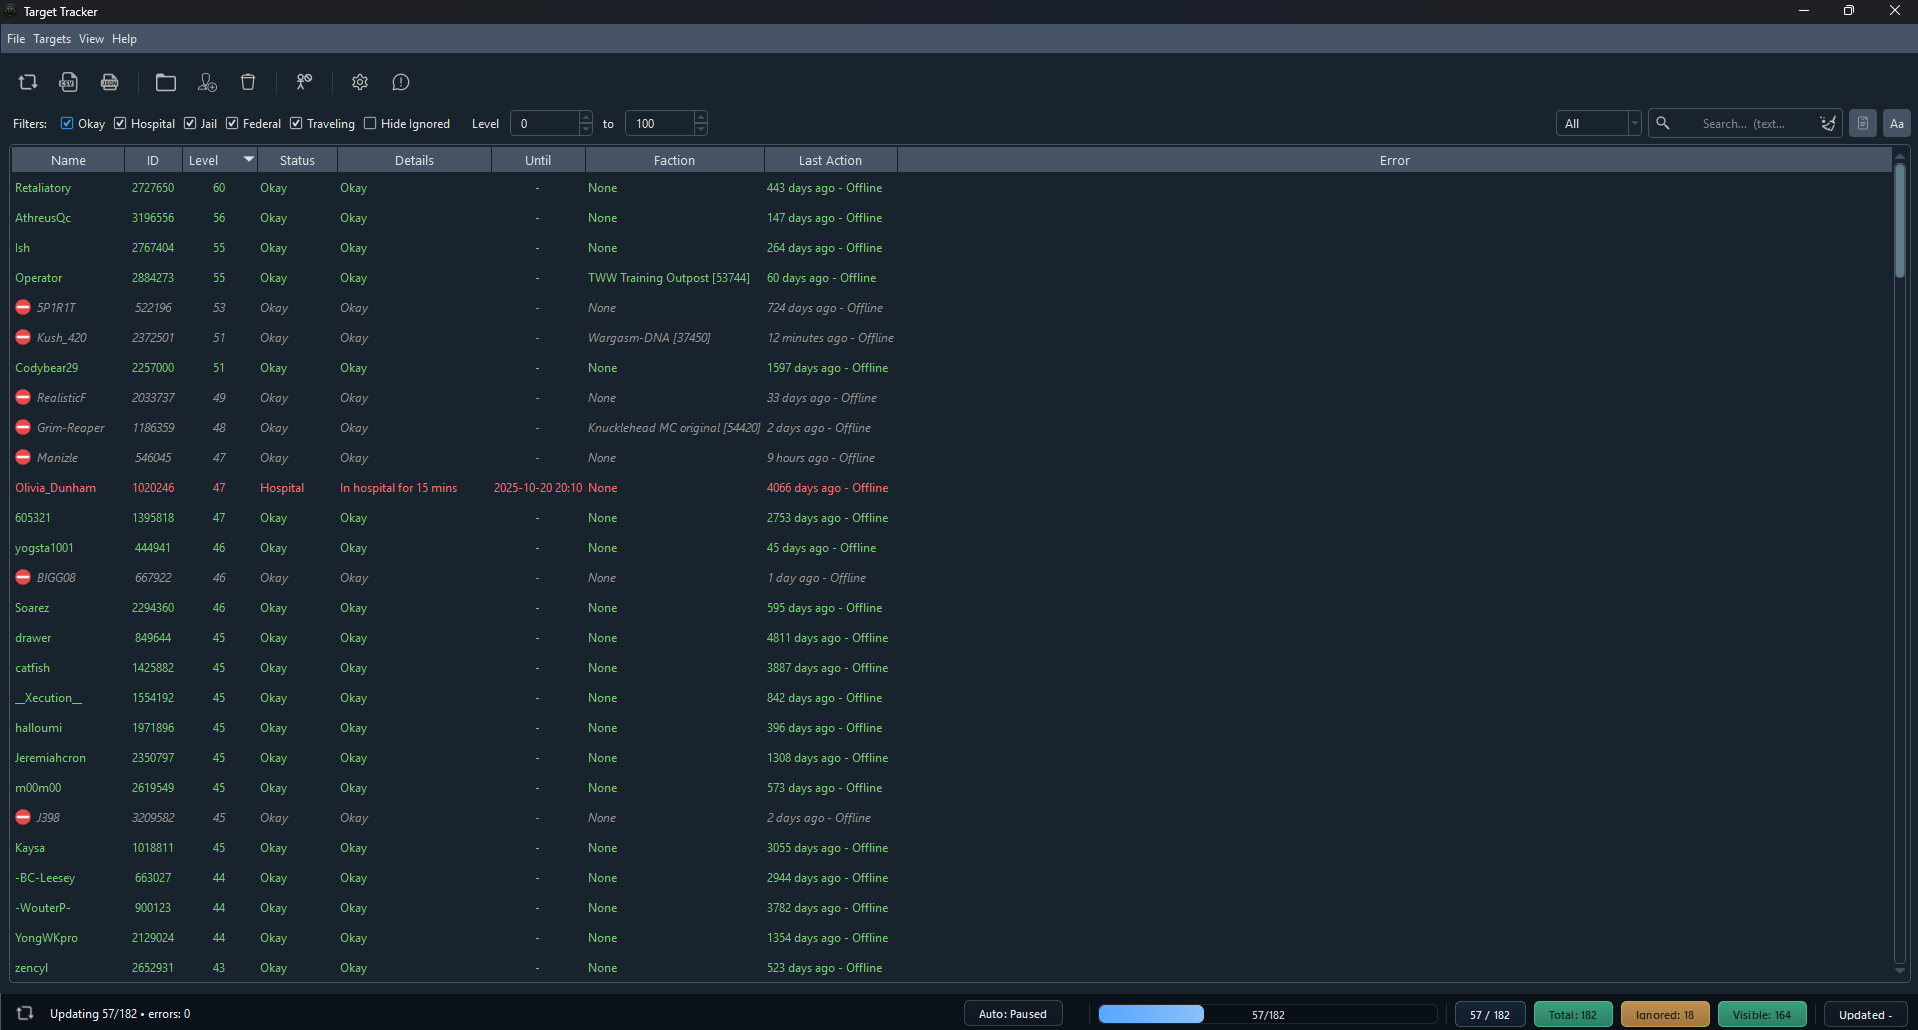 Target Tracker
File Targets View Help
CSV JSON
Filters: Okay Hospital Jail Federal Traveling Hide Ignored Level 0 to 100 All Search... (text... Aa
Name ID Level Status Details Until Faction Last Action Error
Retaliatory 2727650 60 Okay Okay - None 443 days ago - Offline
AthreusQc 3196556 56 Okay Okay - None 147 days ago - Offline
Ish 2767404 55 Okay Okay - None 264 days ago - Offline
Operator 2884273 55 Okay Okay - TWW Training Outpost [53744] 60 days ago - Offline
5P1R1T 522196 53 Okay Okay - None 724 days ago - Offline
Kush_420 2372501 51 Okay Okay - Wargasm-DNA [37450] 12 minutes ago - Offline
Codybear29 2257000 51 Okay Okay - None 1597 days ago - Offline
RealisticF 2033737 49 Okay Okay - None 33 days ago - Offline
Grim-Reaper 1186359 48 Okay Okay - Knucklehead MC original [54420] 2 days ago - Offline
Manizle 546045 47 Okay Okay - None 9 hours ago - Offline
Olivia_Dunham 1020246 47 Hospital In hospital for 15 mins 2025-10-20 20:10 None 4066 days ago - Offline
605321 1395818 47 Okay Okay - None 2753 days ago - Offline
yogsta1001 444941 46 Okay Okay - None 45 days ago - Offline
BIGG08 667922 46 Okay Okay - None 1 day ago - Offline
Soarez 2294360 46 Okay Okay - None 595 days ago - Offline
drawer 849644 45 Okay Okay - None 4811 days ago - Offline
catfish 1425882 45 Okay Okay - None 3887 days ago - Offline
__Xecution__ 1554192 45 Okay Okay - None 842 days ago - Offline
halloumi 1971896 45 Okay Okay - None 396 days ago - Offline
Jeremiahcron 2350797 45 Okay Okay - None 1308 days ago - Offline
m00m00 2619549 45 Okay Okay - None 573 days ago - Offline
J398 3209582 45 Okay Okay - None 2 days ago - Offline
Kaysa 1018811 45 Okay Okay - None 3055 days ago - Offline
-BC-Leesey 663027 44 Okay Okay - None 2944 days ago - Offline
-WouterP- 900123 44 Okay Okay - None 3782 days ago - Offline
YongWKpro 2129024 44 Okay Okay - None 1354 days ago - Offline
zencyl 2652931 43 Okay Okay - None 523 days ago - Offline
Updating 57/182 • errors: 0 Auto: Paused 57/182 57 / 182 Total: 182 Ignored: 18 Visible: 164 Updated -